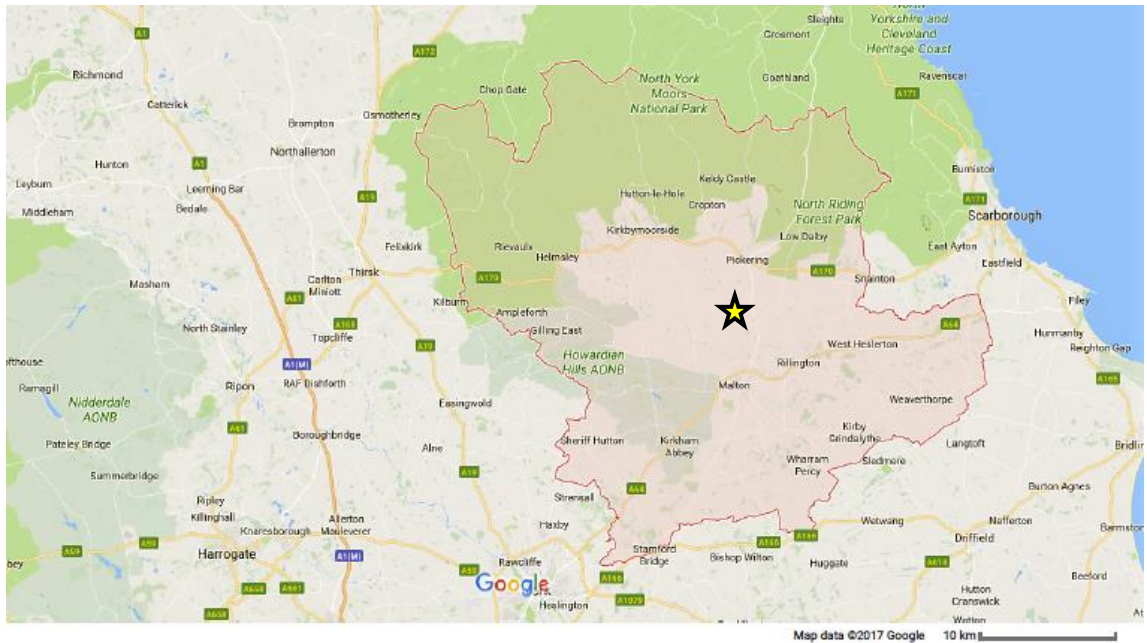 Sleights
North
Yorkshire and
Cleveland
Heritage Coast
Grosmont
A1
A172
Richmond
North York
Moors
National Park
Goathland
Ravenscar
Chop Gate
A171
Catterick
Osmotherley
Brompton
Northallerton
Hunton
A1
Burniston
Leyburn
Leeming Bar
Keldy Castle
Hutton-le-Hole
Cropton
A19
A171
Middleham
Bedale
North Riding
Forest Park
Scarborough
Kirkbymoorside
Low Dalby
Felixkirk
Rievaulx
East Ayton
Helmsley
Pickering
Eastfield
Thirsk
A170
A170
Snainton
Masham
Carlton
Miniott
A61
Kilburn
Filey
Ampleforth
North Stainley
A168
Topcliffe
Gilling East
A64
Hunmanby
A19
West Heslerton
Reighton Gap
Howardian
Hills AONB
Rillington
A1(M)
A165
RAF Dishforth
Malton
Ramsgill
Ripon
Weaverthorpe
Nidderdale
AONB
Easingwold
A61
Kirby
Grindalythe
Boroughbridge
Sheriff Hutton
Kirkham
Abbey
Langtoft
Pateley Bridge
Alne
Wharram
Percy
Sledmere
Summerbridge
A19
A64
Burton Agnes
Ripley
Strensall
Killinghall
Allerton
Mauleverer
Haxby
Wetwang
Nafferton
Knaresborough
A166
Driffield
A59
A59
Harrogate
A1(M)
Stamford
Bridge
A166
Bishop Wilton
Rawcliffe
Huggate
A59
A614
Google
A166
Beeford
A658
A661
Hutton
Cranswick
A1079
Heslington
A658
Map data ©2017 Google 10 km